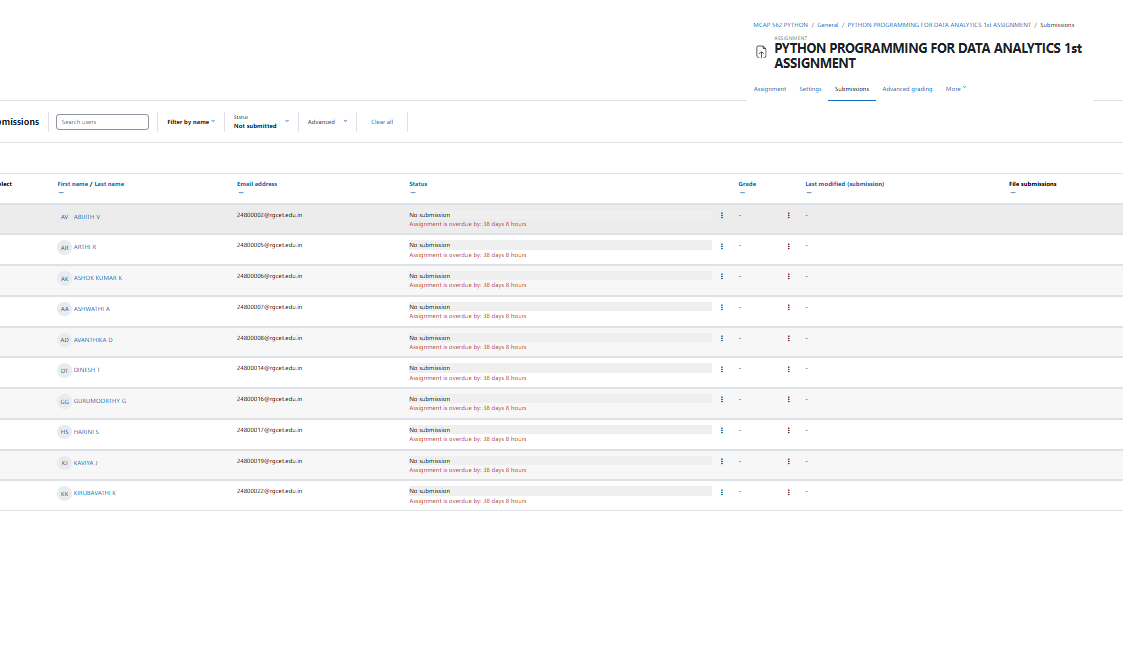 MCAP 562 PYTHON / General / PYTHON PROGRAMMING FOR DATA ANALYTICS 1st ASSIGNMENT / Submissions
ASSIGNMENT
PYTHON PROGRAMMING FOR DATA ANALYTICS 1st
ASSIGNMENT
Assignment Settings Submissions Advanced grading More
missions Search users Filter by name Status Not submitted Advanced Clear all
lect First name / Last name Email address Status Grade Last modified (submission) File submissions
AV ABIJITH V 24800002@rgcet.edu.in No submission - -
Assignment is overdue by: 38 days 8 hours
AR ARTHI R 24800005@rgcet.edu.in No submission - -
Assignment is overdue by: 38 days 8 hours
AK ASHOK KUMAR K 24800006@rgcet.edu.in No submission - -
Assignment is overdue by: 38 days 8 hours
AA ASHWATHI A 24800007@rgcet.edu.in No submission - -
Assignment is overdue by: 38 days 8 hours
AD AVANTHIKA D 24800008@rgcet.edu.in No submission - -
Assignment is overdue by: 38 days 8 hours
DT DINESH T 24800014@rgcet.edu.in No submission - -
Assignment is overdue by: 38 days 8 hours
GG GURUMOORTHY G 24800016@rgcet.edu.in No submission - -
Assignment is overdue by: 38 days 8 hours
HS HARINI S 24800017@rgcet.edu.in No submission - -
Assignment is overdue by: 38 days 8 hours
KJ KAVIYA J 24800019@rgcet.edu.in No submission - -
Assignment is overdue by: 38 days 8 hours
KK KIRUBAVATHI K 24800022@rgcet.edu.in No submission - -
Assignment is overdue by: 38 days 8 hours